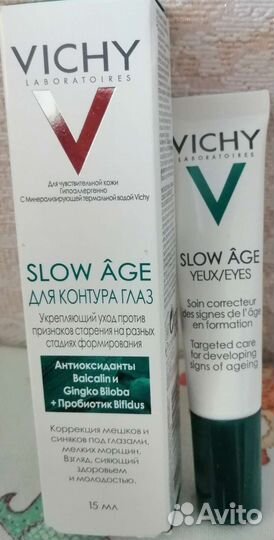 VICHY
LABORATOIRES
Для чувствительной кожи
Гипоаллергенно
С Минерализирующей термальной водой Vichy
SLOW ÂGE
ДЛЯ КОНТУРА ГЛАЗ
Укрепляющий уход против
признаков старения на разных
стадиях формирования
Антиоксиданты
Baicalin и
Gingko Biloba
+ Пробиотик Bifidus
Коррекция мешков и
синяков под глазами,
мелких морщин.
Взгляд, сияющий
здоровьем
и молодостью.
15 мл
VICHY
LABORATOIRES
SLOW ÂGE
YEUX/EYES
Soin correcteur
des signes de l'âge
en formation
Targeted care
for developing
signs of ageing
Avito